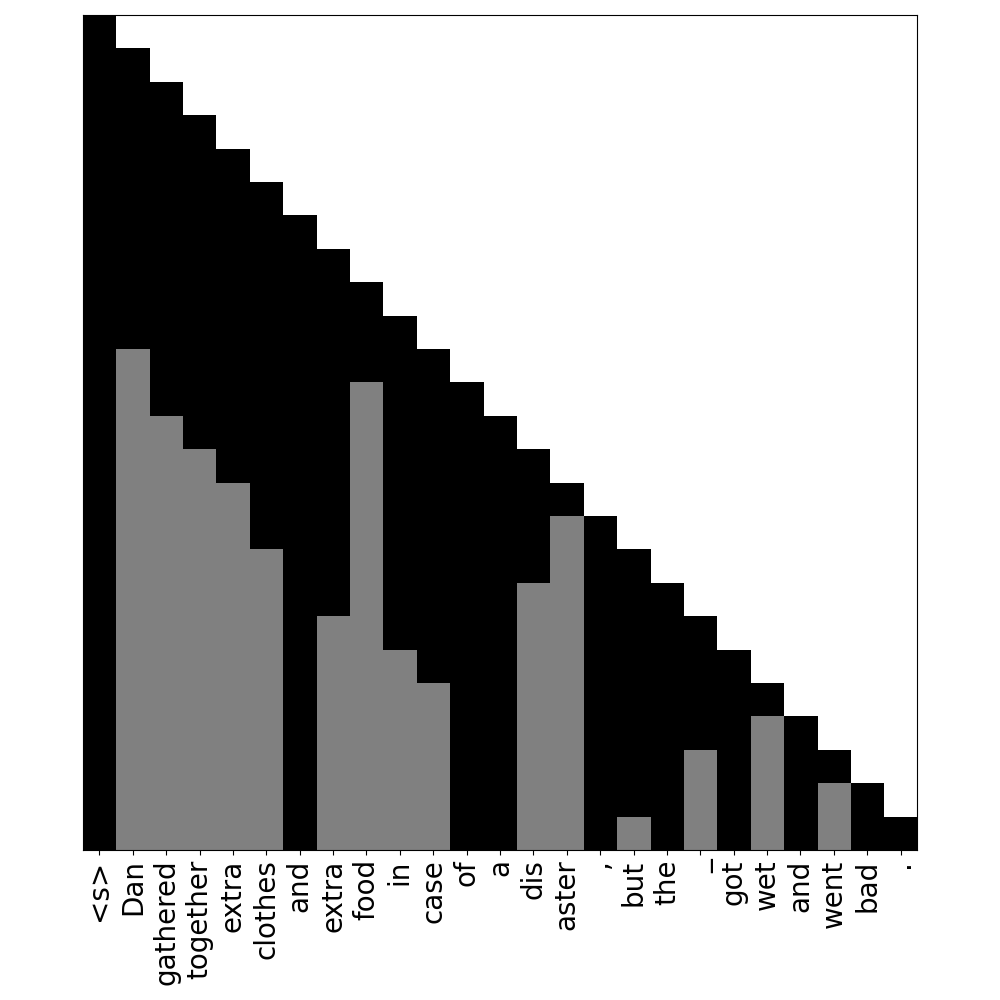 <s> Dan gathered together extra clothes and extra food in case of a dis aster , but the _ got wet and went bad .